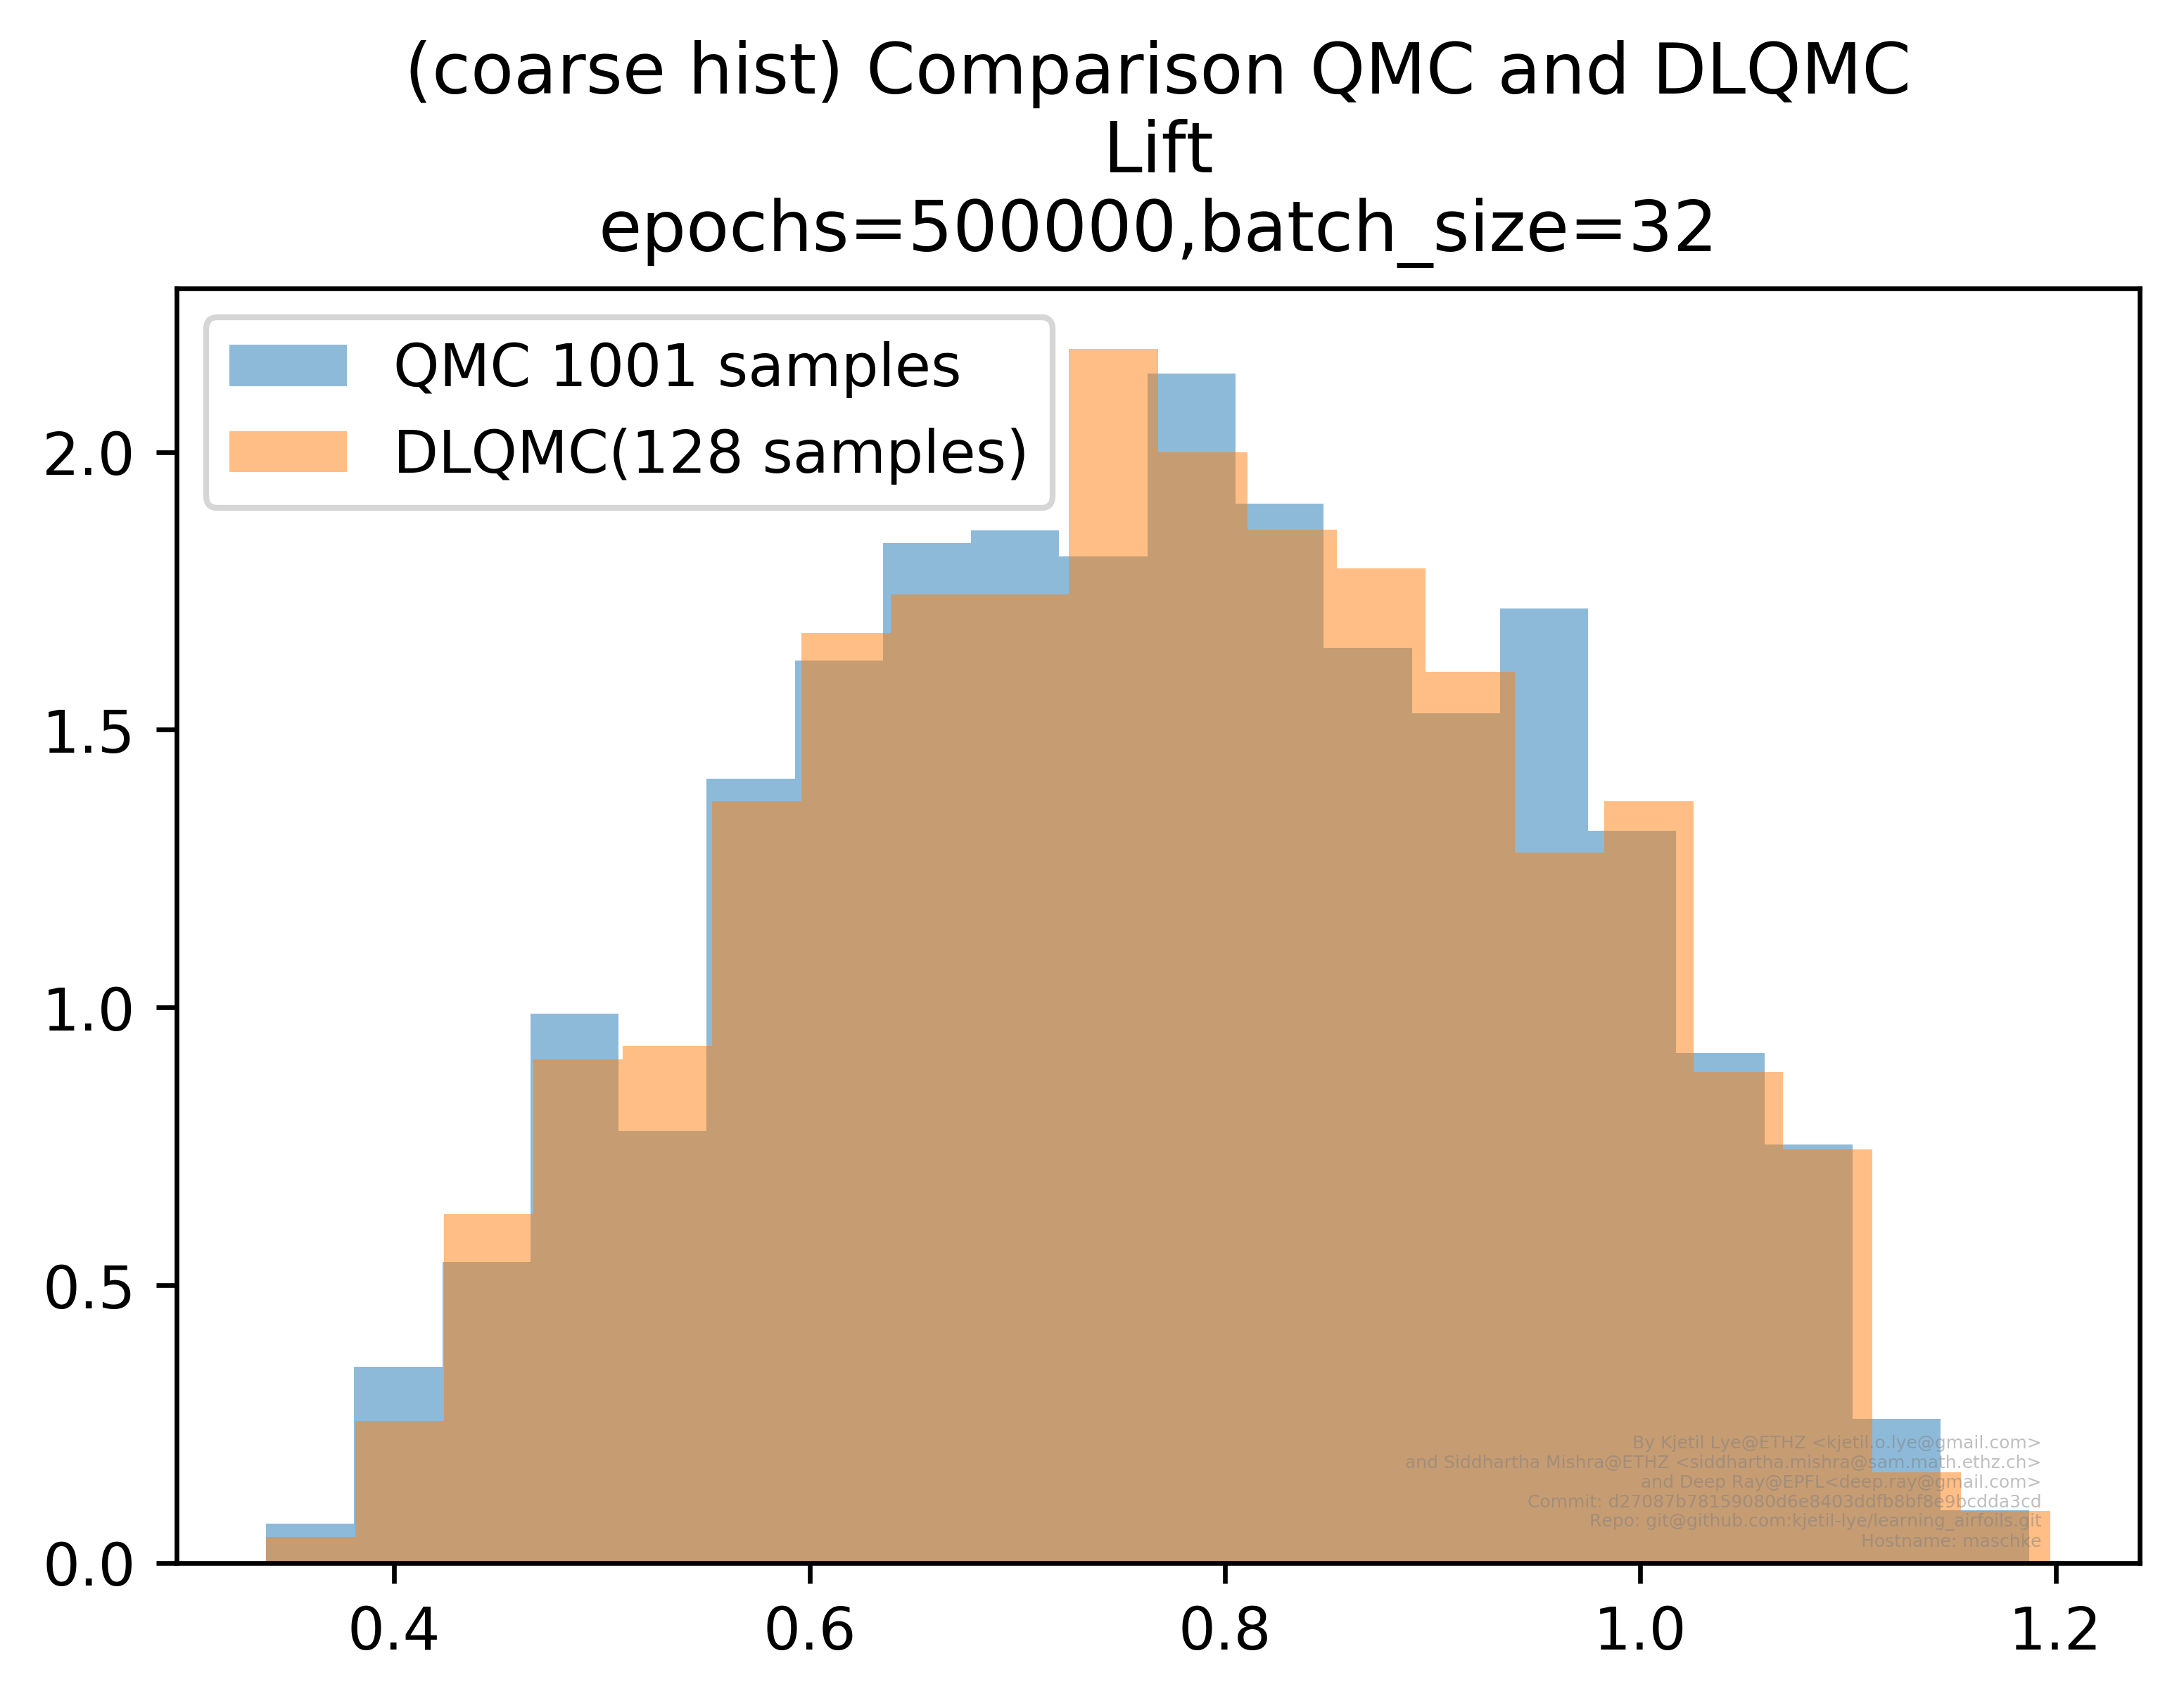 (coarse hist) Comparison QMC and DLQMC
Lift
epochs=500000,batch_size=32
QMC 1001 samples
DLQMC(128 samples)
2.0
1.5
1.0
0.5
0.0
0.4 0.6 0.8 1.0 1.2
By Kjetil Lye@ETHZ <kjetil.o.lye@gmail.com>
and Siddhartha Mishra@ETHZ <siddhartha.mishra@sam.math.ethz.ch>
and Deep Ray@EPFL<deep.ray@gmail.com>
Commit: d27087b78159080d6e8403ddfb8bf8e9bcdda3cd
Repo: git@github.com:kjetil-lye/learning_airfoils.git
Hostname: maschke